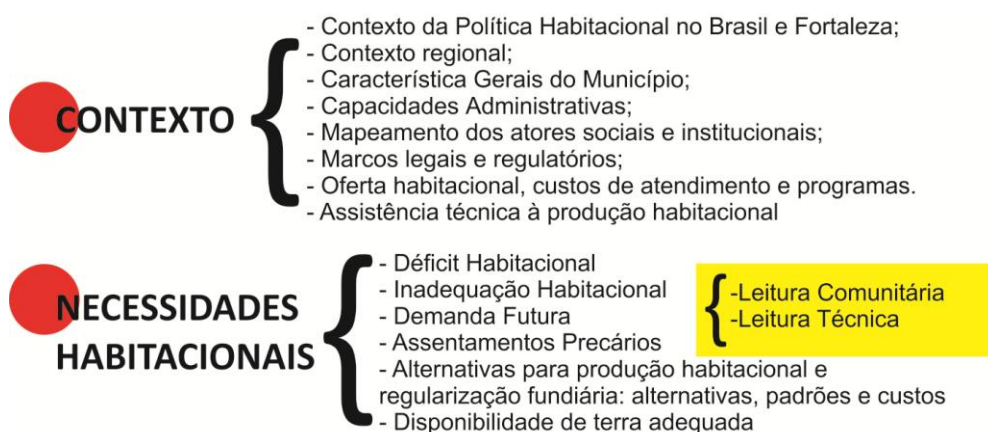 CONTEXTO
- Contexto da Política Habitacional no Brasil e Fortaleza;
- Contexto regional;
- Característica Gerais do Município;
- Capacidades Administrativas;
- Mapeamento dos atores sociais e institucionais;
- Marcos legais e regulatórios;
- Oferta habitacional, custos de atendimento e programas.
- Assistência técnica à produção habitacional
NECESSIDADES
HABITACIONAIS
- Déficit Habitacional
- Inadequação Habitacional
- Demanda Futura
- Assentamentos Precários
- Alternativas para produção habitacional e
regularização fundiária: alternativas, padrões e custos
- Disponibilidade de terra adequada
-Leitura Comunitária
-Leitura Técnica